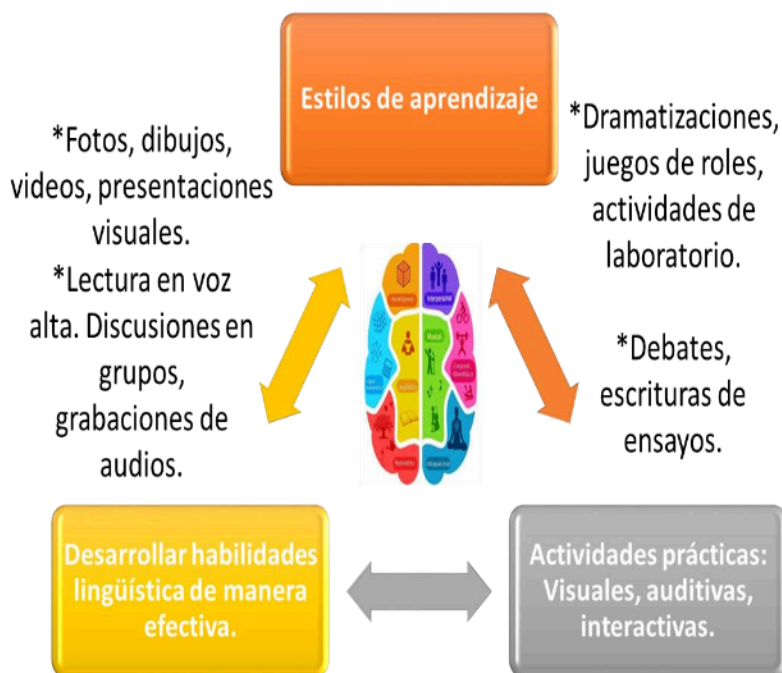 Estilos de aprendizaje
*Fotos, dibujos,
videos, presentaciones
visuales.
*Lectura en voz
alta. Discusiones en
grupos,
grabaciones de
audios.
*Dramatizaciones,
juegos de roles,
actividades de
laboratorio.
*Debates,
escrituras de
ensayos.
Interpersonal
Musical
Desarrollar habilidades
lingüística de manera
efectiva.
Actividades prácticas:
Visuales, auditivas,
interactivas.